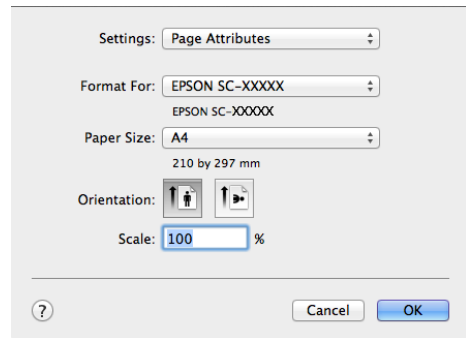 Settings: Page Attributes
Format For: EPSON SC-XXXXX
EPSON SC-XXXXX
Paper Size: A4
210 by 297 mm
Orientation:
Scale: 100 %
? Cancel OK